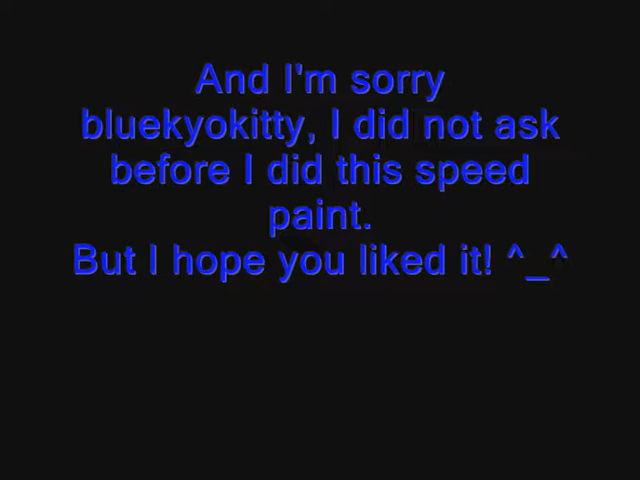 And I'm sorry
bluekyokitty, I did not ask
before I did this speed
paint.
But I hope you liked it! ^_^